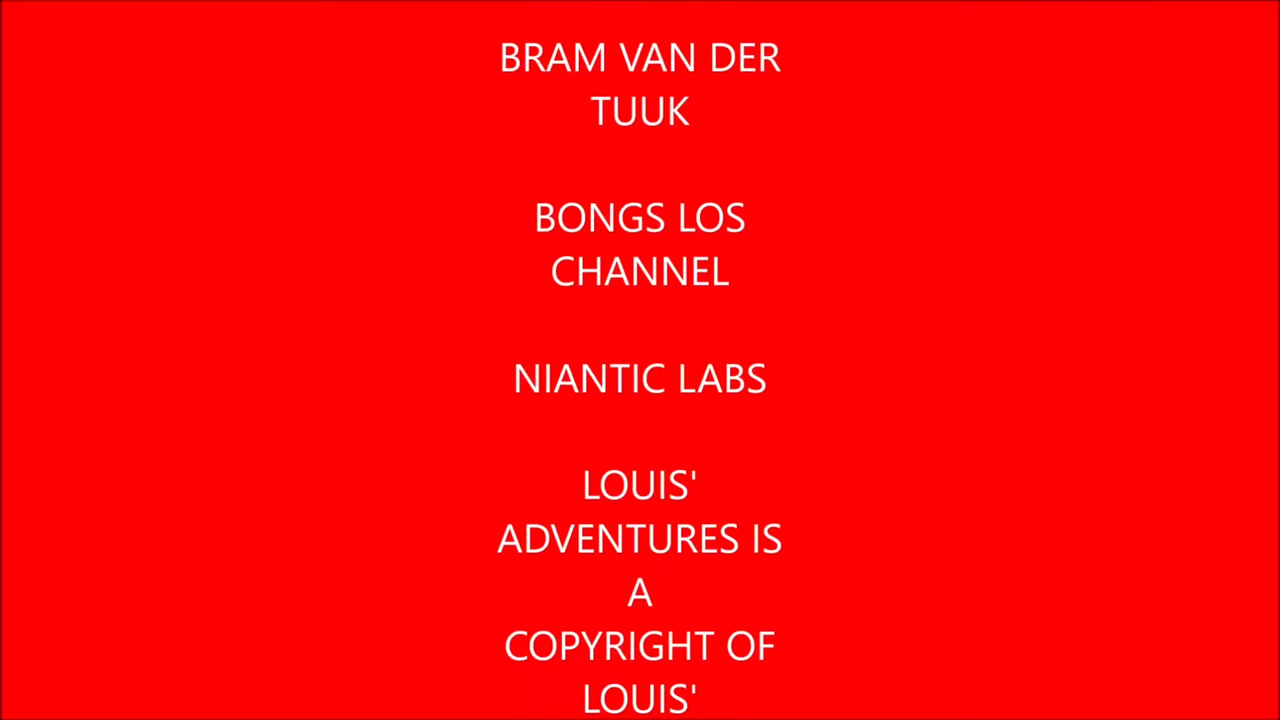 BRAM VAN DER
TUUK
BONGS LOS
CHANNEL
NIANTIC LABS
LOUIS'
ADVENTURES IS
A
COPYRIGHT OF
LOUIS'